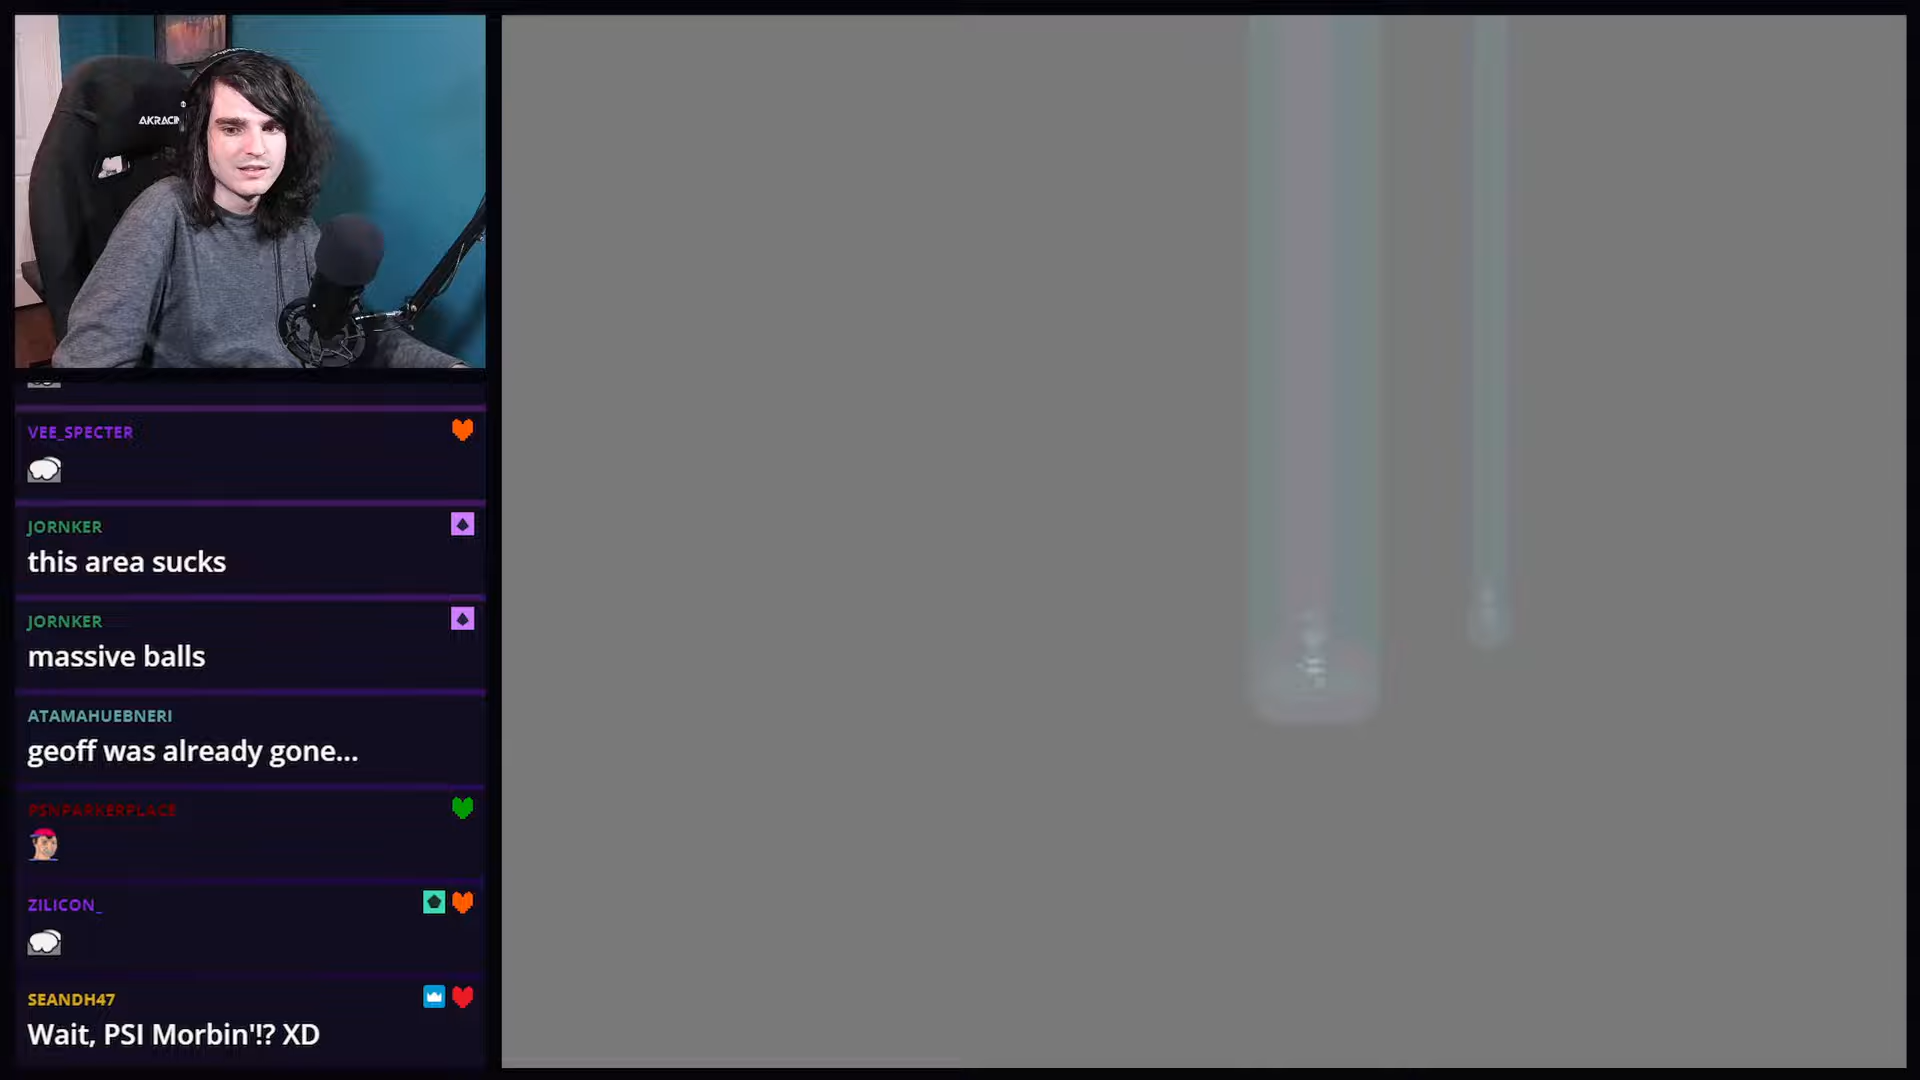 AKRACIN
VEE_SPECTER
JORNKER
this area sucks
JORNKER
massive balls
ATAMAHUEBNERI
geoff was already gone...
PSNPARKERPLACE
ZILICON_
SEANDH47
Wait, PSI Morbin'!? XD